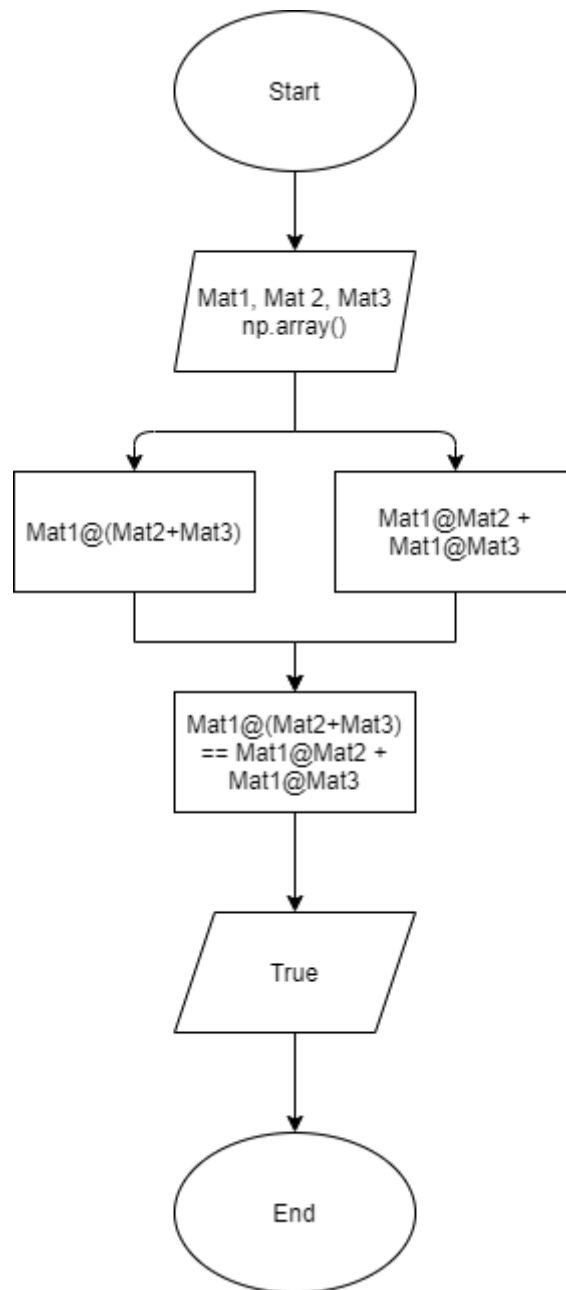 Start
Mat1, Mat 2, Mat3
np.array()
Mat1@(Mat2+Mat3)
Mat1@Mat2 +
Mat1@Mat3
Mat1@(Mat2+Mat3)
== Mat1@Mat2 +
Mat1@Mat3
True
End